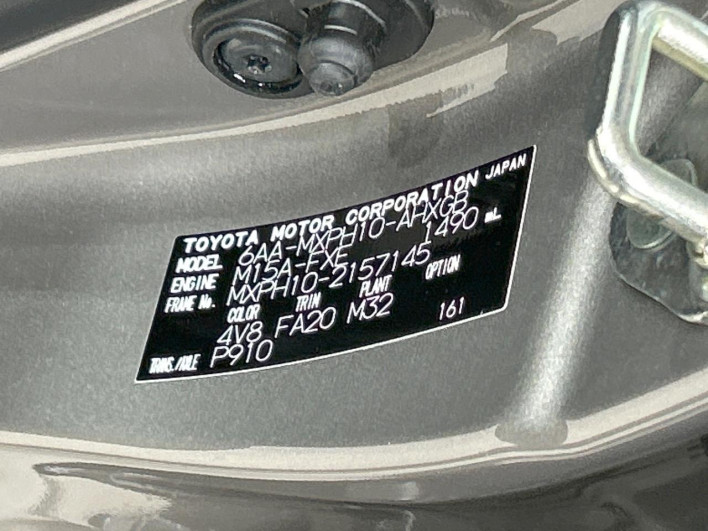 TOYOTA MOTOR CORPORATION JAPAN
MODEL 6AA-MXPH10-AHXGB
ENGINE M15A-FXE 1490 mL
FRAME No. MXPH10-2157145
COLOR TRIM PLANT OPTION
4V8 FA20 M32
TRANS./AXLE P910 161